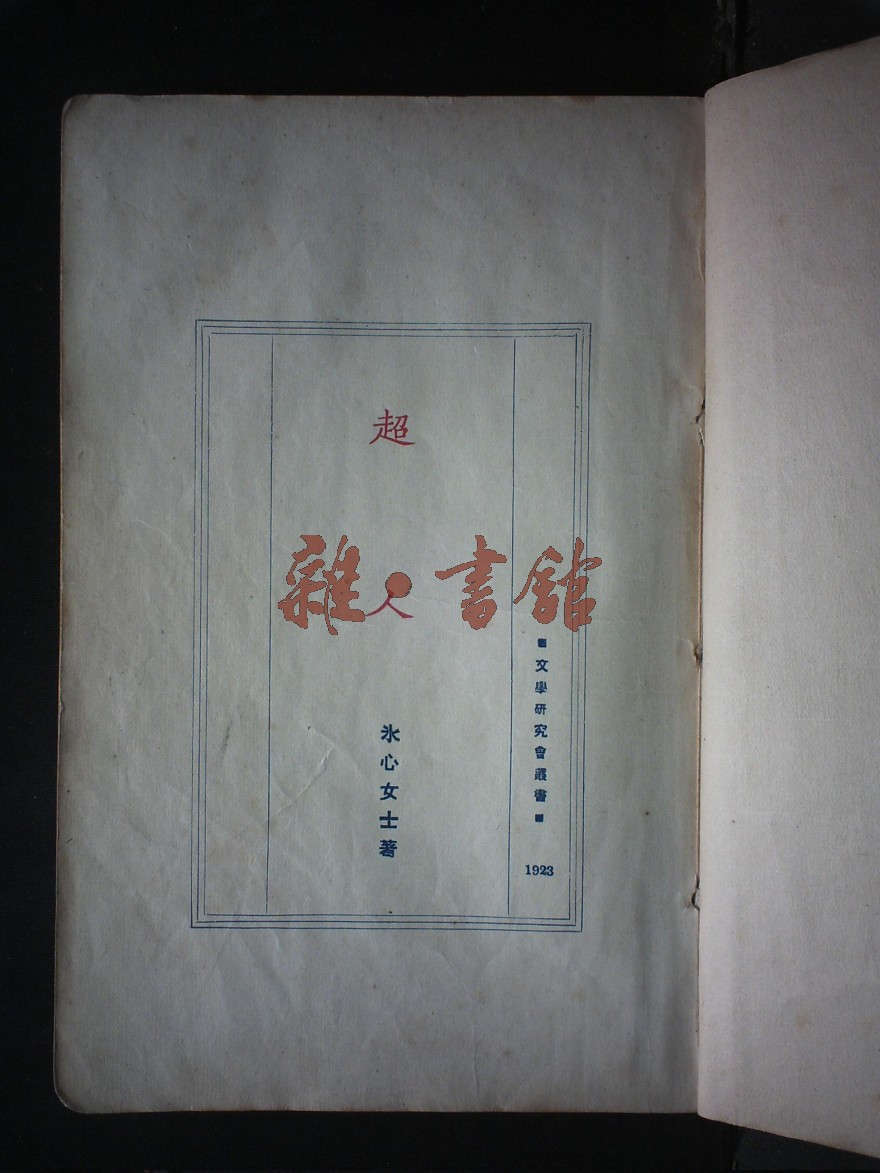 超
人
雜●書館
氷心女士著
■文學研究會叢書■
1923